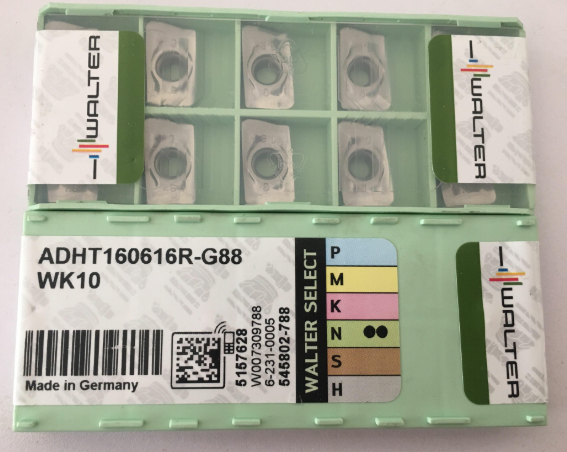 WALTER
WALTER
ADHT160616R-G88
WK10
Made in Germany
5157628
W007309788
6-231-0005
545802-788
WALTER SELECT
P
M
K
N
S
H
WALTER